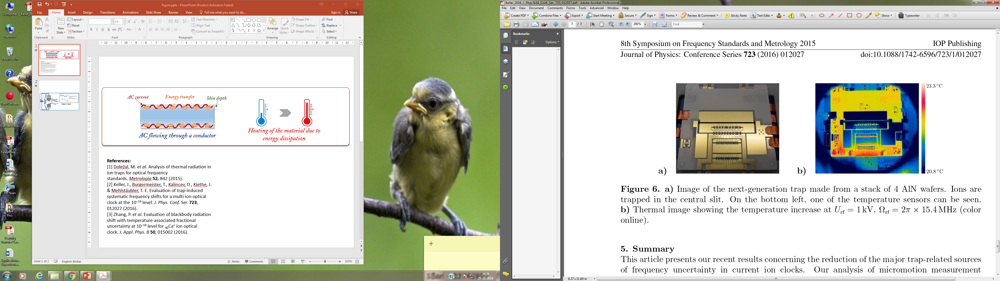 Computer
Keller_20
Network
Recycle Bin
Icons
ToptiCalc.exe
Optical clock
NPL
Telephone ...
Activity
Chart.docx
HP Scan
Pics
Scannig
Transfer Ca...
Application...
Supervisor....
Figure.pptx - PowerPoint (Product Activation Failed)
File Home Insert Design Transitions Animations Slide Show Review View Tell me what you want to do... Sign in Share
Paste
New
Slide
Layout
Reset
Section
14+
Text Direction
Align Text
Convert to SmartArt
Arrange
Quick
Styles
Shape Fill
Shape Outline
Shape Effects
Find
Replace
Select
Clipboard Slides Font Paragraph Drawing Editing
1
2
AC current
Energy transfer
Skin depth
AC flowing through a conductor
Heating of the material due to
energy dissipation
References:
[1] Doležal, M. et al. Analysis of thermal radiation in
ion traps for optical frequency
standards. Metrologia 52, 842 (2015).
[2] Keller, J., Burgermeister, T., Kalincev, D., Kiethe, J.
& Mehlstäubler, T. E. Evaluation of trap-induced
systematic frequency shifts for a multi-ion optical
clock at the 10⁻¹⁹ level. J. Phys. Conf. Ser. 723,
012027 (2016).
[3] Zhang, P. et al. Evaluation of blackbody radiation
shift with temperature-associated fractional
uncertainty at 10⁻¹⁸ level for ₄₀Ca⁺ ion optical
clock. J. Appl. Phys. B 50, 015002 (2016).
Slide 1 of 2 English (India) Notes Comments 103%
10:36
29-11-2018
Keller_2016_J._Phys.%3A_Conf._Ser._723_012027.pdf - Adobe Acrobat Professional
File Edit View Document Comments Forms Tools Advanced Window Help
Create PDF Combine Files Export Start Meeting Secure Sign Forms Review & Comment Sticky Note Text Edits Show Typewriter
7 / 7 200% Find
Bookmarks
Options
8th Symposium on Frequency Standards and Metrology 2015 IOP Publishing
Journal of Physics: Conference Series 723 (2016) 012027 doi:10.1088/1742-6596/723/1/012027
23.3 °C
a) b) 20.8 °C
Figure 6. a) Image of the next-generation trap made from a stack of 4 AlN wafers. Ions are
trapped in the central slit. On the bottom left, one of the temperature sensors can be seen.
b) Thermal image showing the temperature increase at U_rf = 1 kV, Ω_rf = 2π × 15.4 MHz (color
online).
5. Summary
This article presents our recent results concerning the reduction of the major trap-related sources
of frequency uncertainty in current ion clocks. Our analysis of micromotion measurement
8.27 x 11.69 in